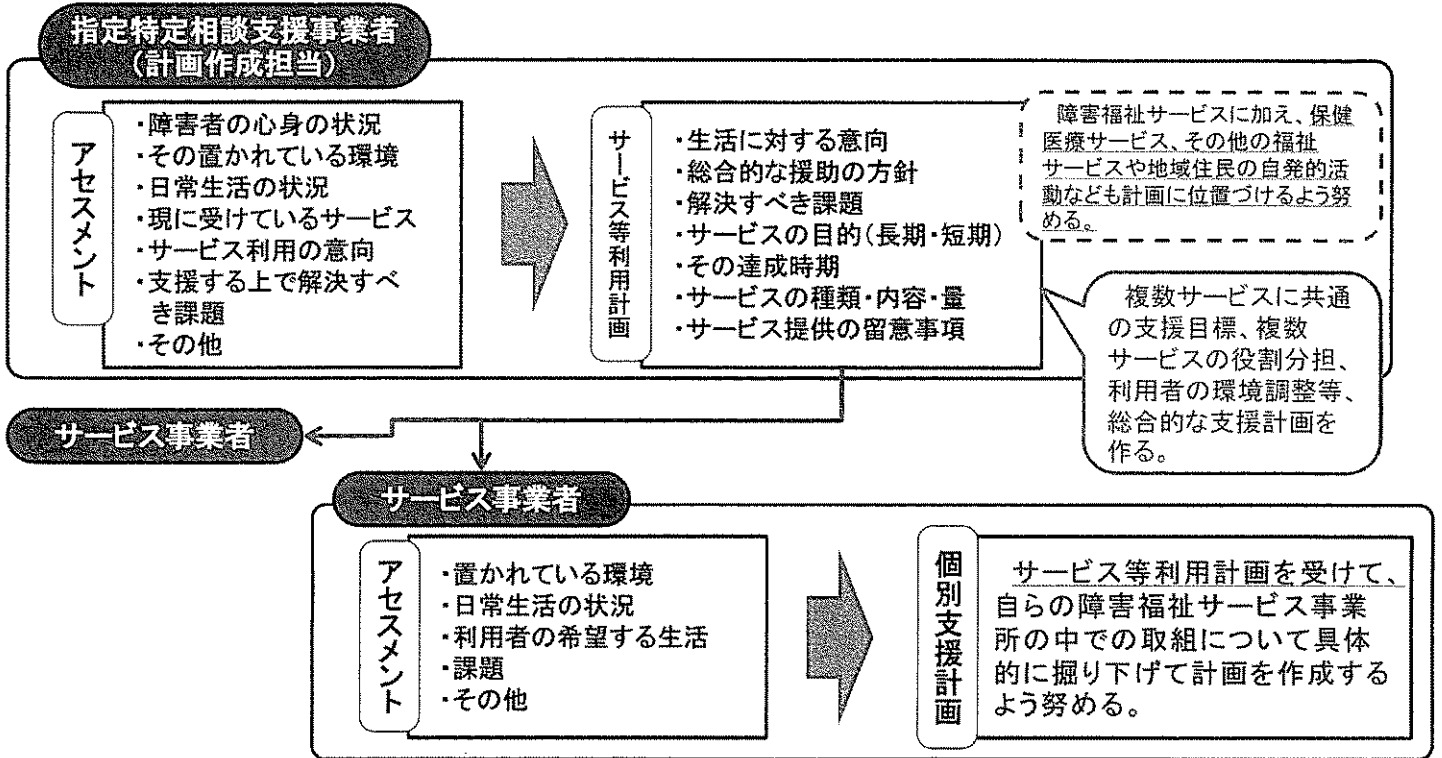 指定特定相談支援事業者
(計画作成担当)
アセスメント
・障害者の心身の状況
・その置かれている環境
・日常生活の状況
・現に受けているサービス
・サービス利用の意向
・支援する上で解決すべ
き課題
・その他
サービス等利用計画
・生活に対する意向
・総合的な援助の方針
・解決すべき課題
・サービスの目的(長期・短期)
・その達成時期
・サービスの種類・内容・量
・サービス提供の留意事項
障害福祉サービスに加え、保健
医療サービス、その他の福祉
サービスや地域住民の自発的活
動なども計画に位置づけるよう努
める。
複数サービスに共通
の支援目標、複数
サービスの役割分担、
利用者の環境調整等、
総合的な支援計画を
作る。
サービス事業者
サービス事業者
アセスメント
・置かれている環境
・日常生活の状況
・利用者の希望する生活
・課題
・その他
個別支援計画
サービス等利用計画を受けて、
自らの障害福祉サービス事業
所の中での取組について具体
的に掘り下げて計画を作成する
よう努める。